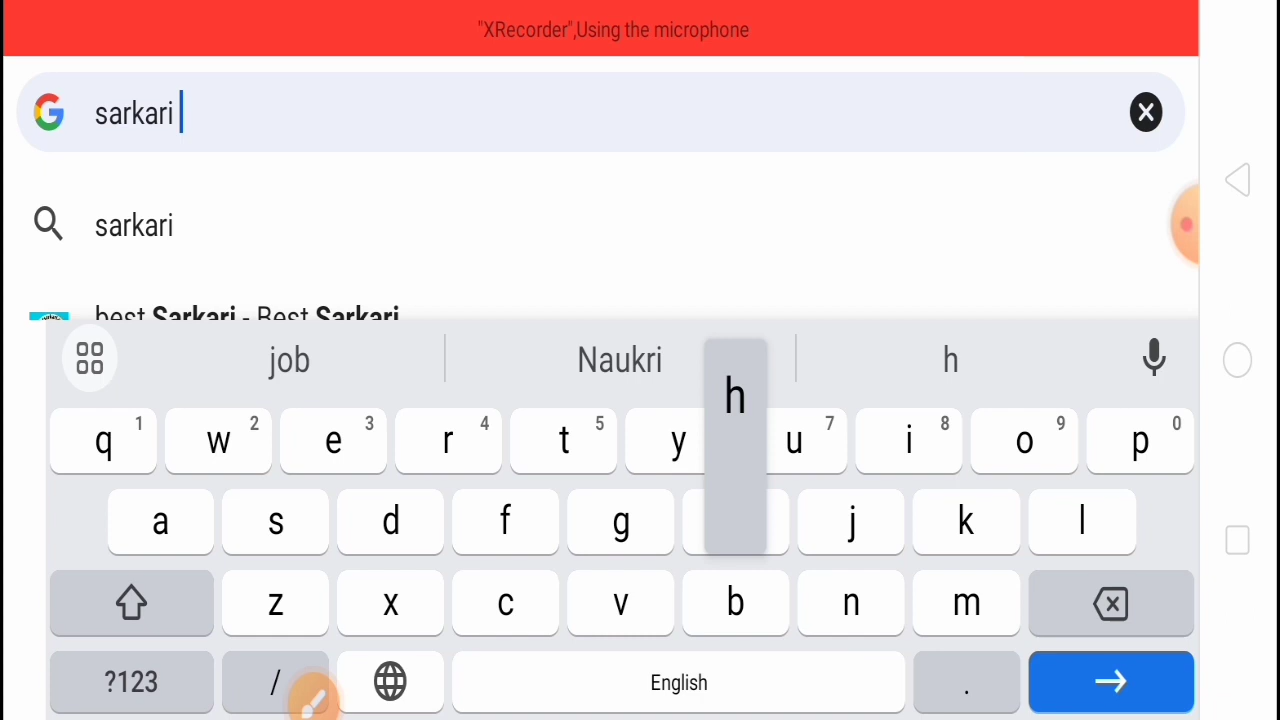 "XRecorder",Using the microphone
sarkari
sarkari
best Sarkari - Best Sarkari
job Naukri h
h
q 1 w 2 e 3 r 4 t 5 y u 7 i 8 o 9 p 0
a s d f g j k l
z x c v b n m
?123 / English .